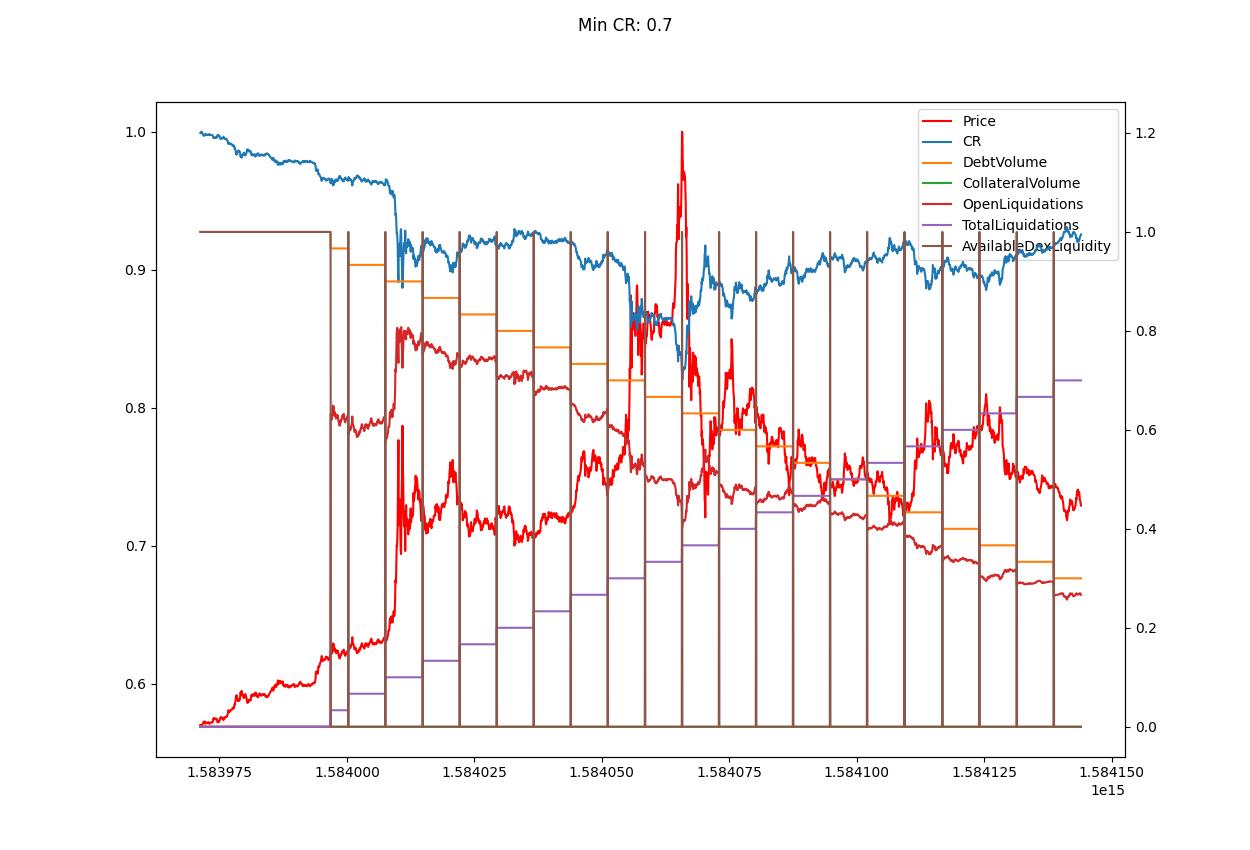 Min CR: 0.7
Price
CR
DebtVolume
CollateralVolume
OpenLiquidations
TotalLiquidations
AvailableDexLiquidity
1.0
0.9
0.8
0.7
0.6
1.2
1.0
0.8
0.6
0.4
0.2
0.0
1.583975 1.584000 1.584025 1.584050 1.584075 1.584100 1.584125 1.584150
1e15